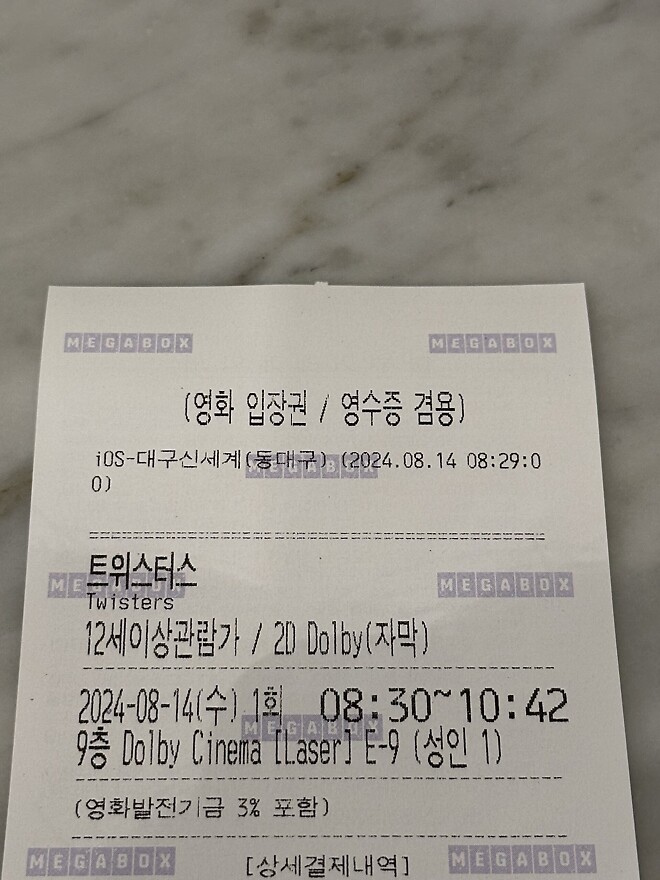 MEGABOX MEGABOX
(영화 입장권 / 영수증 겸용)
iOS-대구신세계(동대구) (2024.08.14 08:29:0
0)
MEGABOX
트위스터스
MEGABOX MEGABOX
Twisters
12세이상관람가 / 2D Dolby(자막)
2024-08-14(수) 1회 08:30~10:42
MEGABOX
9층 Dolby Cinema [Laser] E-9 (성인 1)
(영화발전기금 3% 포함)
MEGABOX MEGABOX
[상세결제내역]